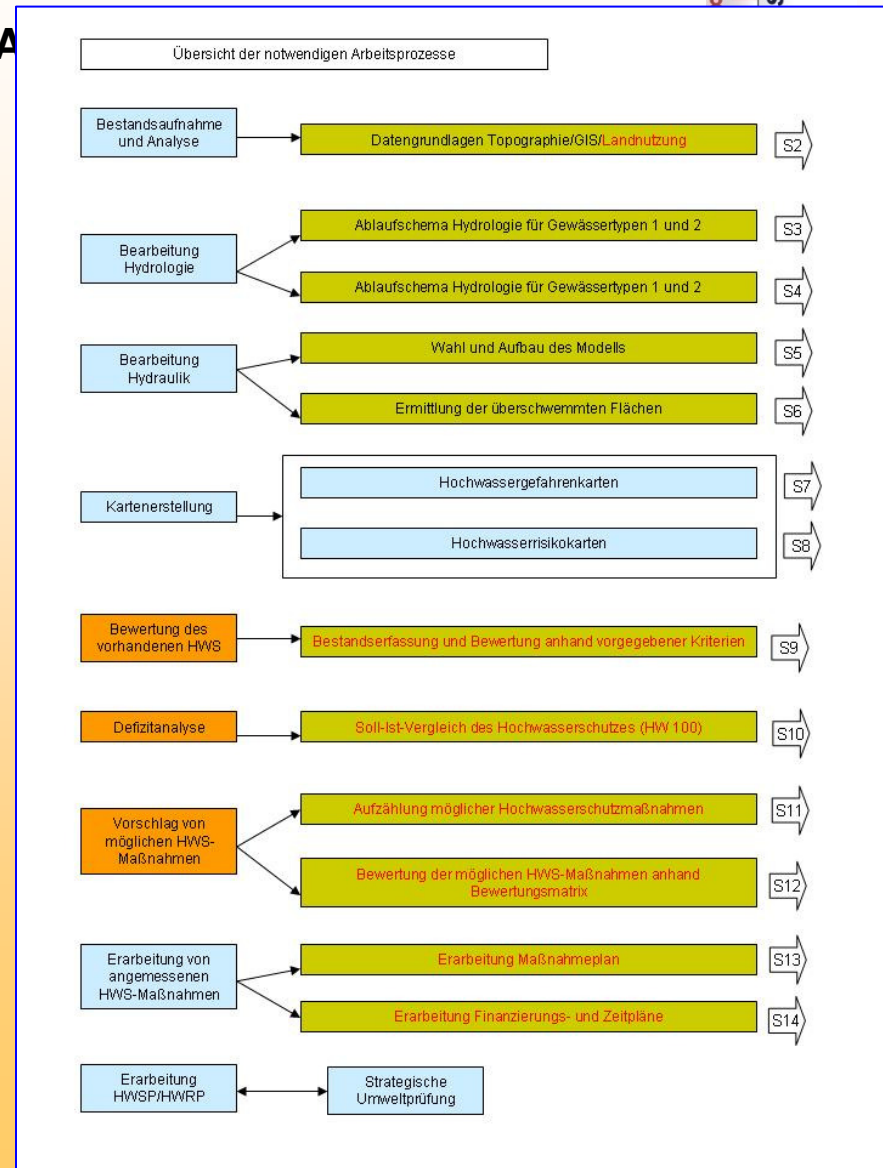 A
Übersicht der notwendigen Arbeitsprozesse
Bestandsaufnahme
und Analyse
Datengrundlagen Topographie/GIS/Landnutzung
S2
Bearbeitung
Hydrologie
Ablaufschema Hydrologie für Gewässertypen 1 und 2
S3
Ablaufschema Hydrologie für Gewässertypen 1 und 2
S4
Bearbeitung
Hydraulik
Wahl und Aufbau des Modells
S5
Ermittlung der überschwemmten Flächen
S6
Kartenerstellung
Hochwassergefahrenkarten
S7
Hochwasserrisikokarten
S8
Bewertung des
vorhandenen HWS
Bestandserfassung und Bewertung anhand vorgegebener Kriterien
S9
Defizitanalyse
Soll-Ist-Vergleich des Hochwasserschutzes (HW 100)
S10
Vorschlag von
möglichen HWS-
Maßnahmen
Aufzählung möglicher Hochwasserschutzmaßnahmen
S11
Bewertung der möglichen HWS-Maßnahmen anhand
Bewertungsmatrix
S12
Erarbeitung von
angemessenen
HWS-Maßnahmen
Erarbeitung Maßnahmeplan
S13
Erarbeitung Finanzierungs- und Zeitpläne
S14
Erarbeitung
HWSP/HWRP
Strategische
Umweltprüfung